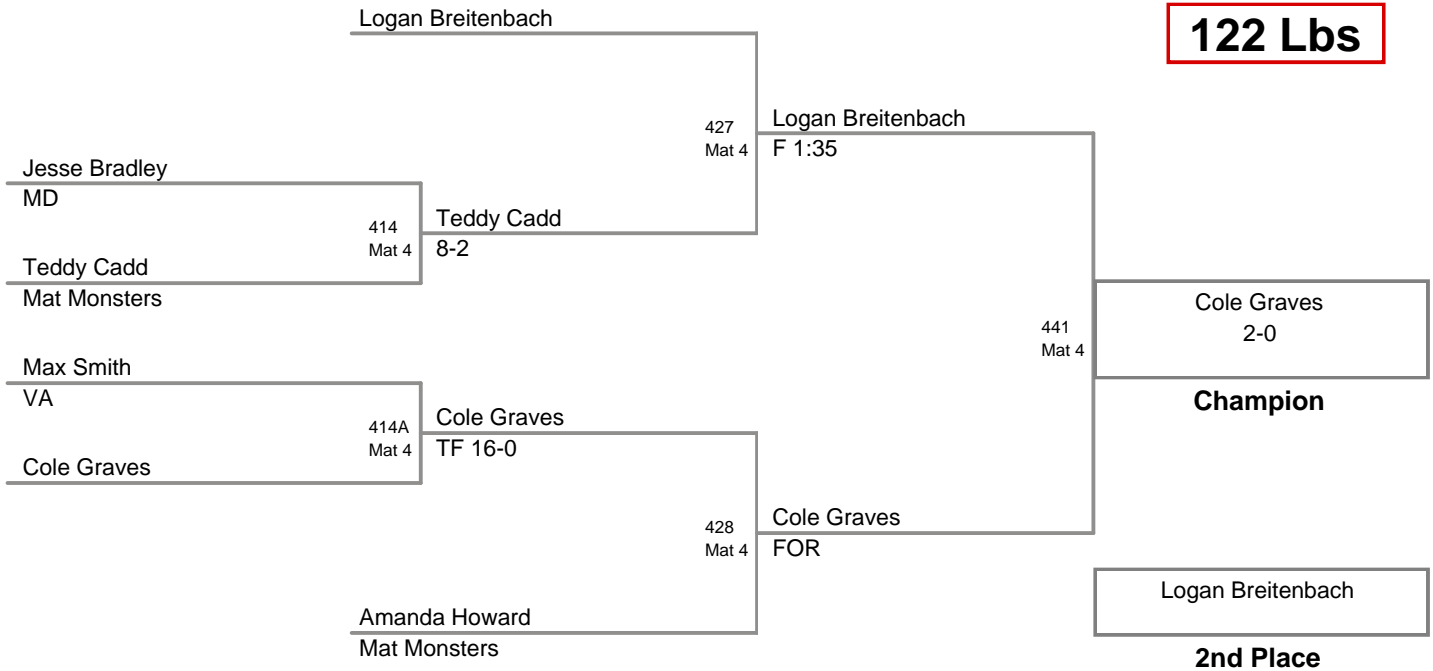 122 Lbs
Logan Breitenbach
Jesse Bradley
MD
414
Mat 4
Teddy Cadd
8-2
Teddy Cadd
Mat Monsters
427
Mat 4
Logan Breitenbach
F 1:35
Max Smith
VA
414A
Mat 4
Cole Graves
TF 16-0
Cole Graves
428
Mat 4
Cole Graves
FOR
Amanda Howard
Mat Monsters
441
Mat 4
Cole Graves
2-0
Champion
Logan Breitenbach
2nd Place